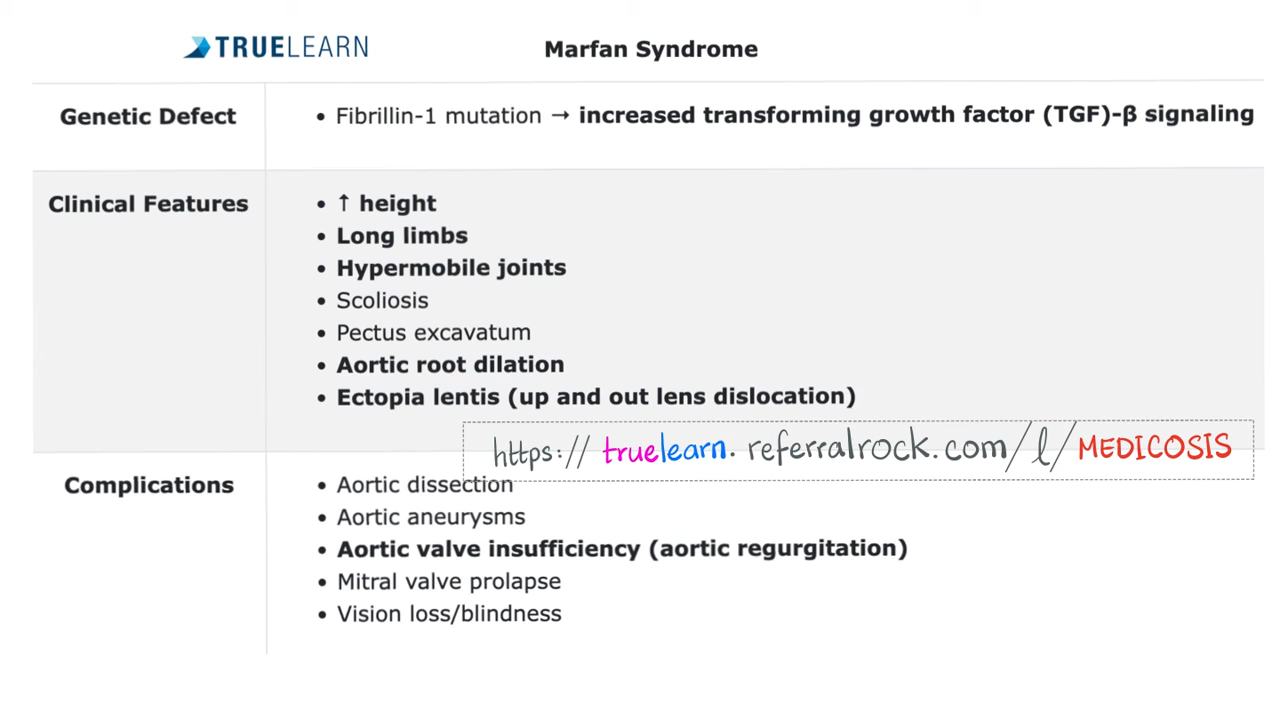 TRUELEARN
Marfan Syndrome
Genetic Defect
• Fibrillin-1 mutation → increased transforming growth factor (TGF)-β signaling
Clinical Features
• ↑ height
• Long limbs
• Hypermobile joints
• Scoliosis
• Pectus excavatum
• Aortic root dilation
• Ectopia lentis (up and out lens dislocation)
https://truelearn.referralrock.com/l/MEDICOSIS
Complications
• Aortic dissection
• Aortic aneurysms
• Aortic valve insufficiency (aortic regurgitation)
• Mitral valve prolapse
• Vision loss/blindness